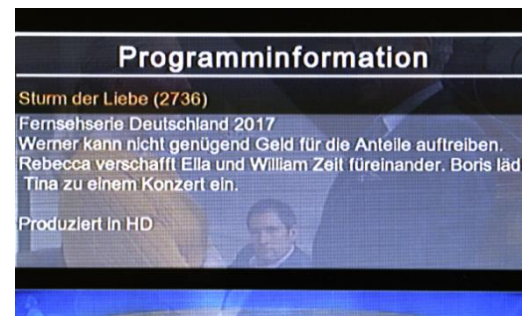 Programminformation
Sturm der Liebe (2736)
Fernsehserie Deutschland 2017
Werner kann nicht genügend Geld für die Anteile auftreiben.
Rebecca verschafft Ella und William Zeit füreinander. Boris läd
Tina zu einem Konzert ein.
Produziert in HD